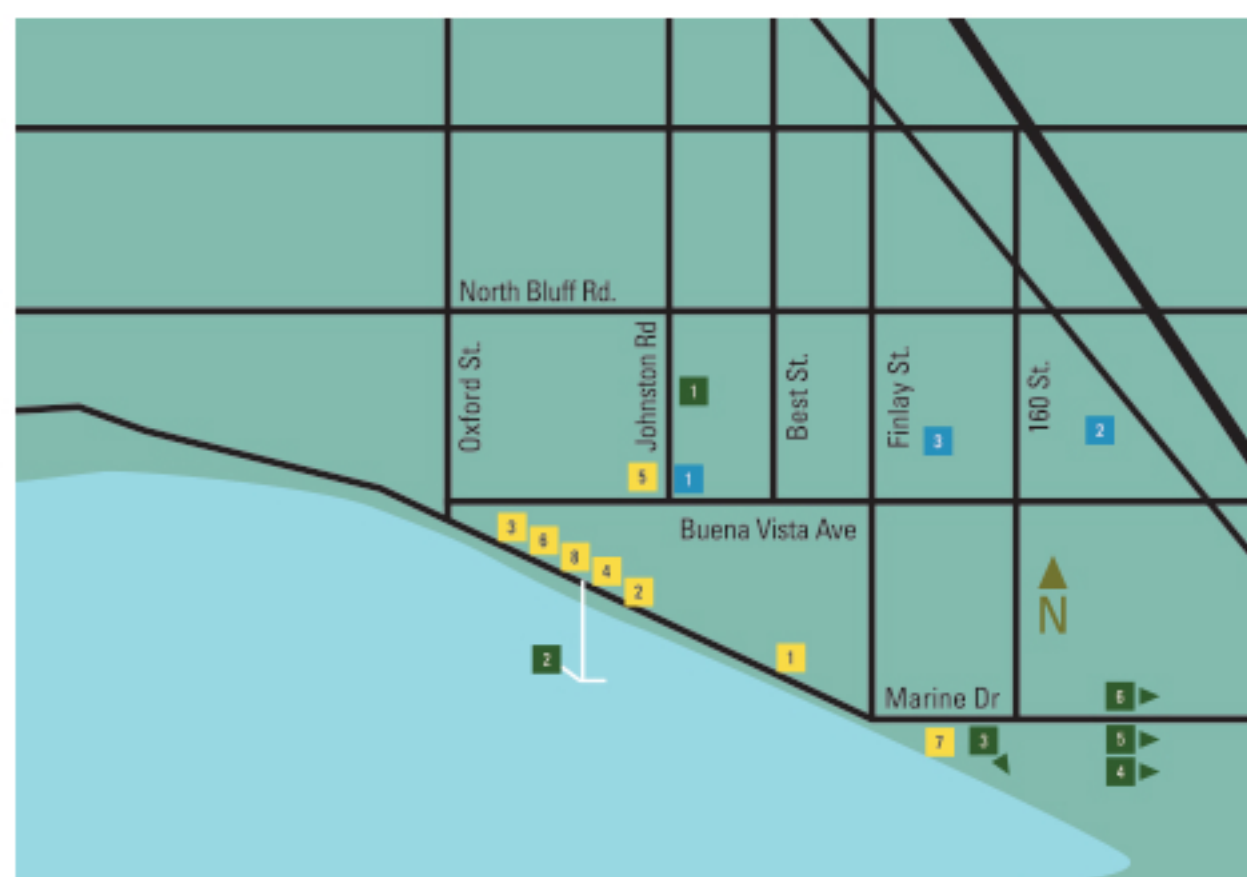 North Bluff Rd.
Oxford St.
Johnston Rd
Best St.
Finlay St.
160 St.
1
3
2
5
1
3
6
8
4
2
Buena Vista Ave
N
2
1
Marine Dr
6
7
3
5
4